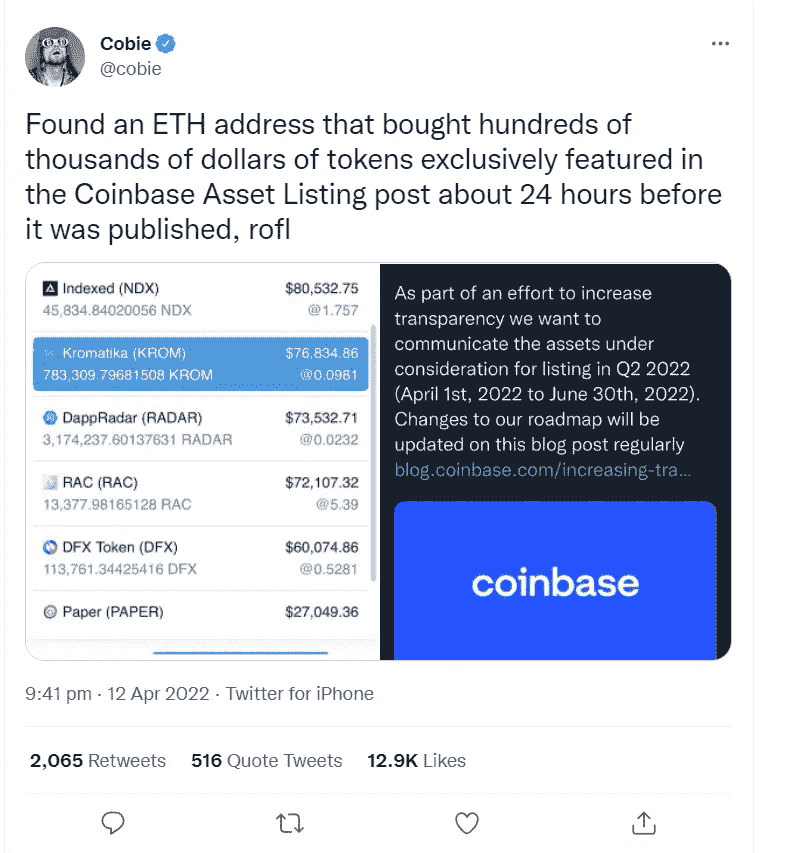 Cobie
@cobie
Found an ETH address that bought hundreds of
thousands of dollars of tokens exclusively featured in
the Coinbase Asset Listing post about 24 hours before
it was published, rofl
Indexed (NDX) $80,532.75
45,834.84020056 NDX @1.757
Kromatika (KROM) $76,834.86
783,309.79681508 KROM @0.0981
DappRadar (RADAR) $73,532.71
3,174,237.60137631 RADAR @0.0232
RAC (RAC) $72,107.32
13,377.98165128 RAC @5.39
DFX Token (DFX) $60,074.86
113,761.34425416 DFX @0.5281
Paper (PAPER) $27,049.36
As part of an effort to increase
transparency we want to
communicate the assets under
consideration for listing in Q2 2022
(April 1st, 2022 to June 30th, 2022).
Changes to our roadmap will be
updated on this blog post regularly
blog.coinbase.com/increasing-tra...
coinbase
9:41 pm · 12 Apr 2022 · Twitter for iPhone
2,065 Retweets 516 Quote Tweets 12.9K Likes